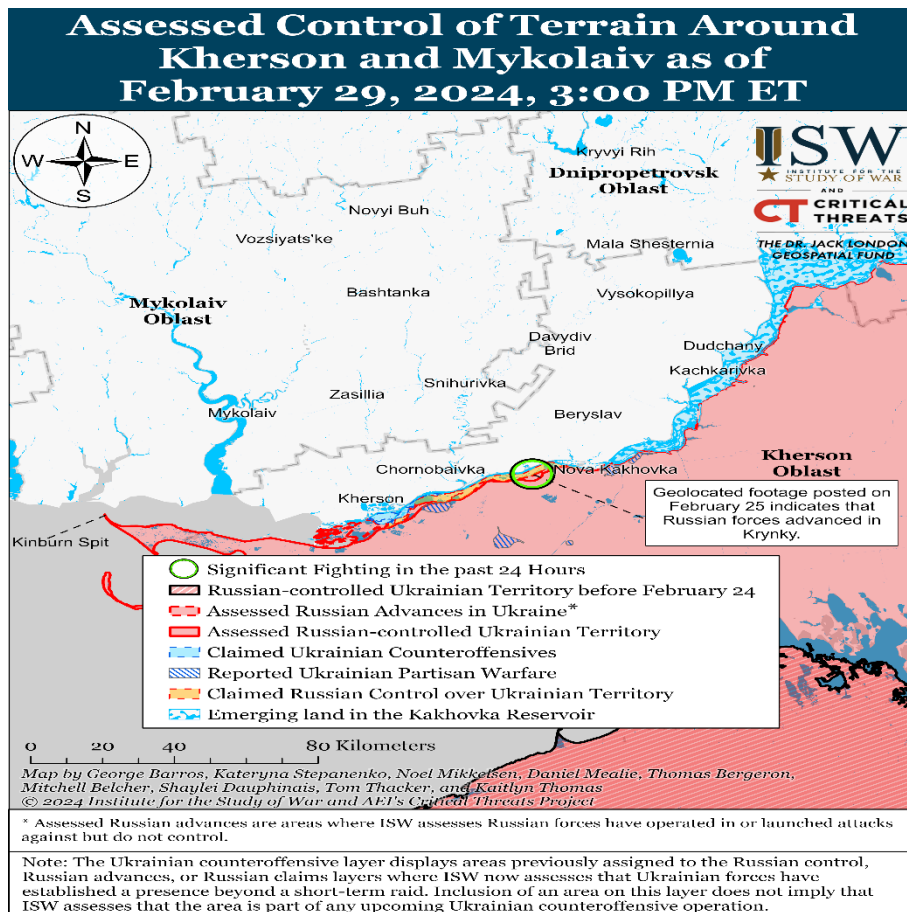 Assessed Control of Terrain Around
Kherson and Mykolaiv as of
February 29, 2024, 3:00 PM ET
N
W
E
S
Kryvyi Rih
Dnipropetrovsk
Oblast
ISW
INSTITUTE FOR THE
STUDY OF WAR
AND
CT CRITICAL
THREATS
THE DR. JACK LONDON
GEOSPATIAL FUND
Novyi Buh
Vozsiyats'ke
Mala Shesternia
Bashtanka
Vysokopillya
Mykolaiv
Oblast
Davydiv
Brid
Dudchany
Kachkarivka
Snihurivka
Zasillia
Mykolaiv
Beryslav
Chornobaivka
Nova Kakhovka
Kherson
Oblast
Kherson
Geolocated footage posted on
February 25 indicates that
Russian forces advanced in
Krynky.
Kinburn Spit
Significant Fighting in the past 24 Hours
Russian-controlled Ukrainian Territory before February 24
Assessed Russian Advances in Ukraine*
Assessed Russian-controlled Ukrainian Territory
Claimed Ukrainian Counteroffensives
Reported Ukrainian Partisan Warfare
Claimed Russian Control over Ukrainian Territory
Emerging land in the Kakhovka Reservoir
0 20 40 80 Kilometers
Map by George Barros, Kateryna Stepanenko, Noel Mikkelsen, Daniel Mealie, Thomas Bergeron,
Mitchell Belcher, Shaylei Dauphinais, Tom Thacker, and Kaitlyn Thomas
© 2024 Institute for the Study of War and AEI's Critical Threats Project
* Assessed Russian advances are areas where ISW assesses Russian forces have operated in or launched attacks
against but do not control.
Note: The Ukrainian counteroffensive layer displays areas previously assigned to the Russian control,
Russian advances, or Russian claims layers where ISW now assesses that Ukrainian forces have
established a presence beyond a short-term raid. Inclusion of an area on this layer does not imply that
ISW assesses that the area is part of any upcoming Ukrainian counteroffensive operation.